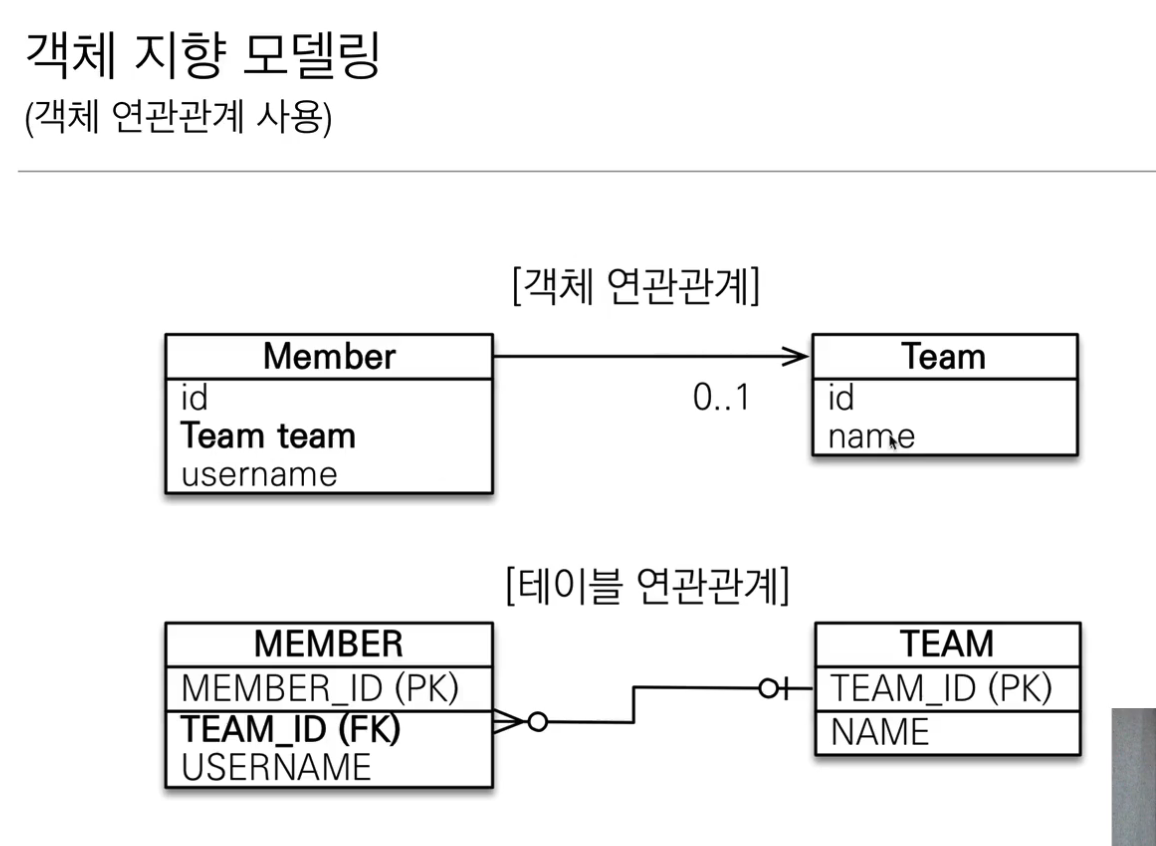 객체 지향 모델링
(객체 연관관계 사용)
[객체 연관관계]
Member
id
Team team
username
0..1
Team
id
name
[테이블 연관관계]
MEMBER
MEMBER_ID (PK)
TEAM_ID (FK)
USERNAME
TEAM
TEAM_ID (PK)
NAME